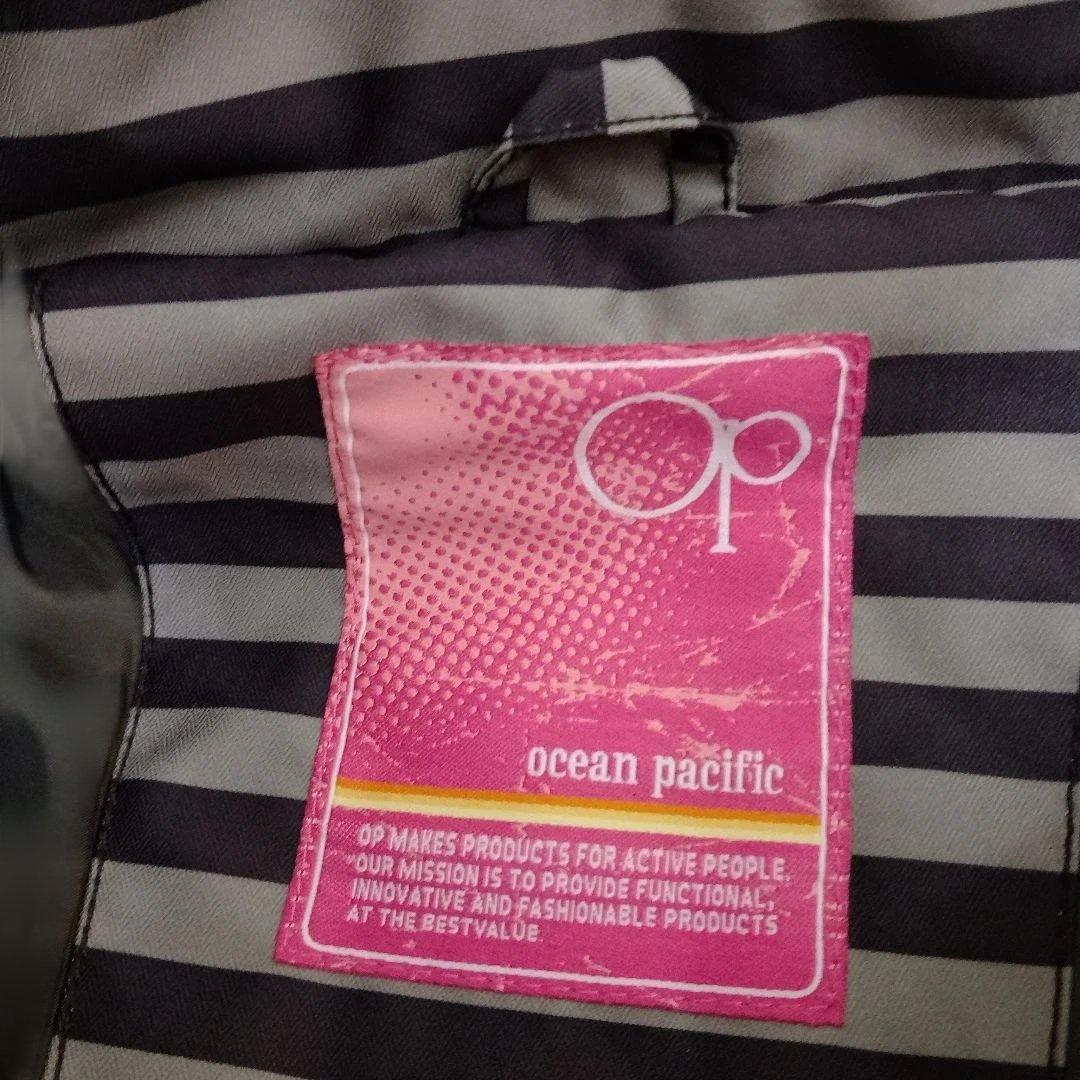 op
ocean pacific
OP MAKES PRODUCTS FOR ACTIVE PEOPLE.
OUR MISSION IS TO PROVIDE FUNCTIONAL,
INNOVATIVE AND FASHIONABLE PRODUCTS
AT THE BESTVALUE.